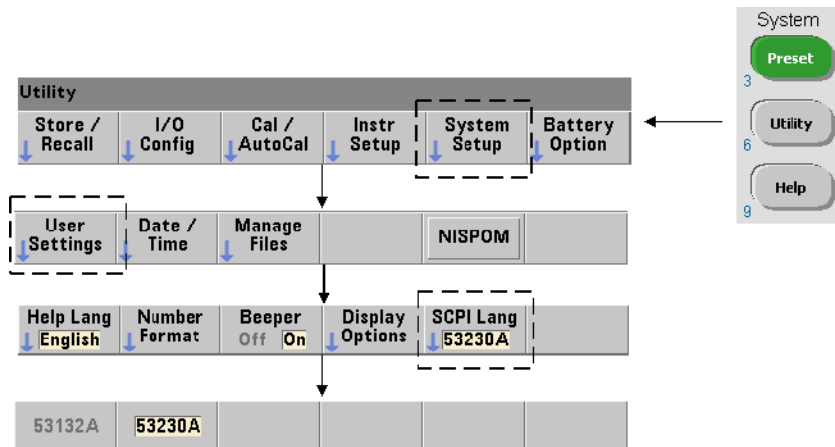 System
Preset
3
Utility
6
Help
9
Utility
Store / Recall
I/O Config
Cal / AutoCal
Instr Setup
System Setup
Battery Option
User Settings
Date / Time
Manage Files
NISPOM
Help Lang English
Number Format
Beeper Off On
Display Options
SCPI Lang 53230A
53132A
53230A